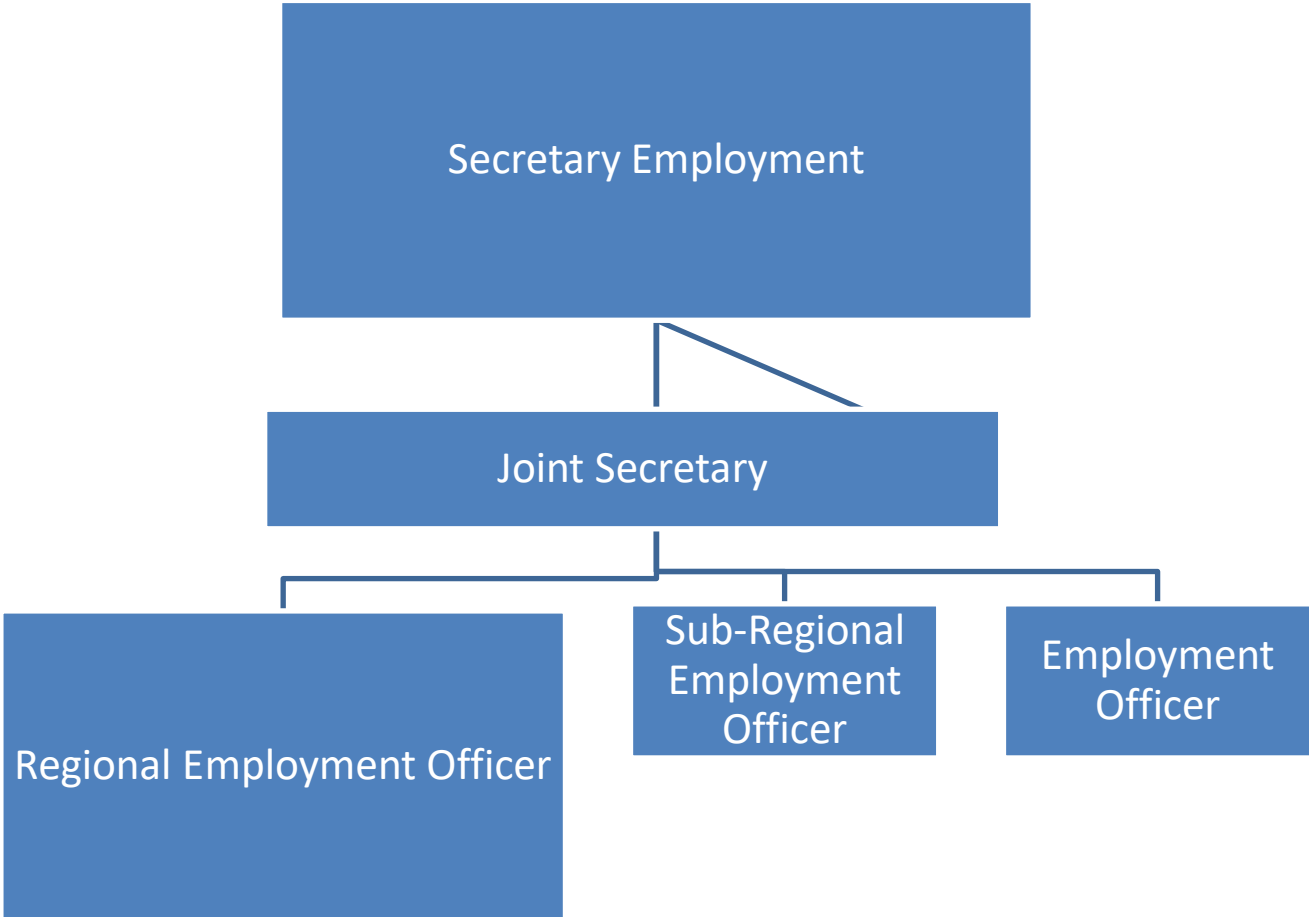 Secretary Employment
Joint Secretary
Regional Employment Officer
Sub-Regional
Employment
Officer
Employment
Officer